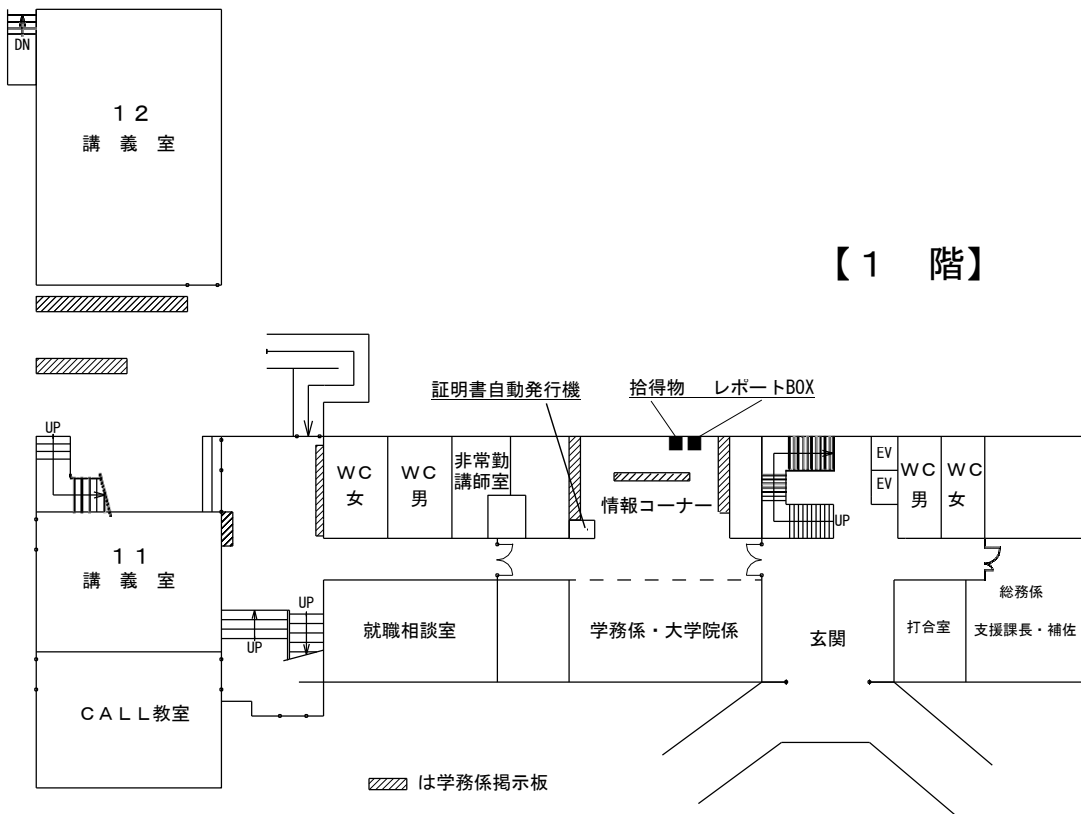 DN
１２
講義室
【１ 階】
証明書自動発行機
拾得物
レポートBOX
UP
WC
女
WC
男
非常勤
講師室
情報コーナー
EV
EV
WC
男
WC
女
UP
１１
講義室
UP
UP
就職相談室
学務係・大学院係
玄関
打合室
総務係
支援課長・補佐
ＣＡＬＬ教室
は学務係掲示板